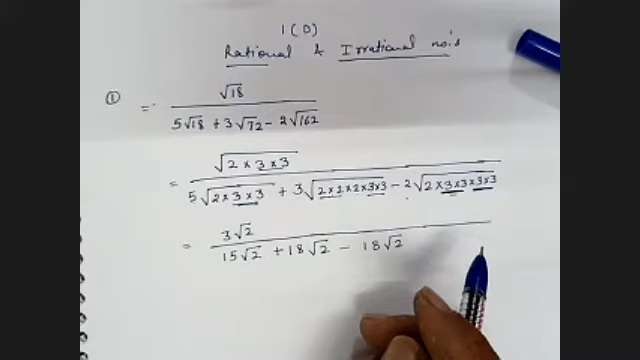 1(D)
Rational & Irrational no's
① = √18 / 5√18 + 3√72 - 2√162
= √2 × 3 × 3 / 5√2 × 3 × 3 + 3√2 × 2 × 2 × 3 × 3 - 2√2 × 3 × 3 × 3 × 3
= 3√2 / 15√2 + 18√2 - 18√2